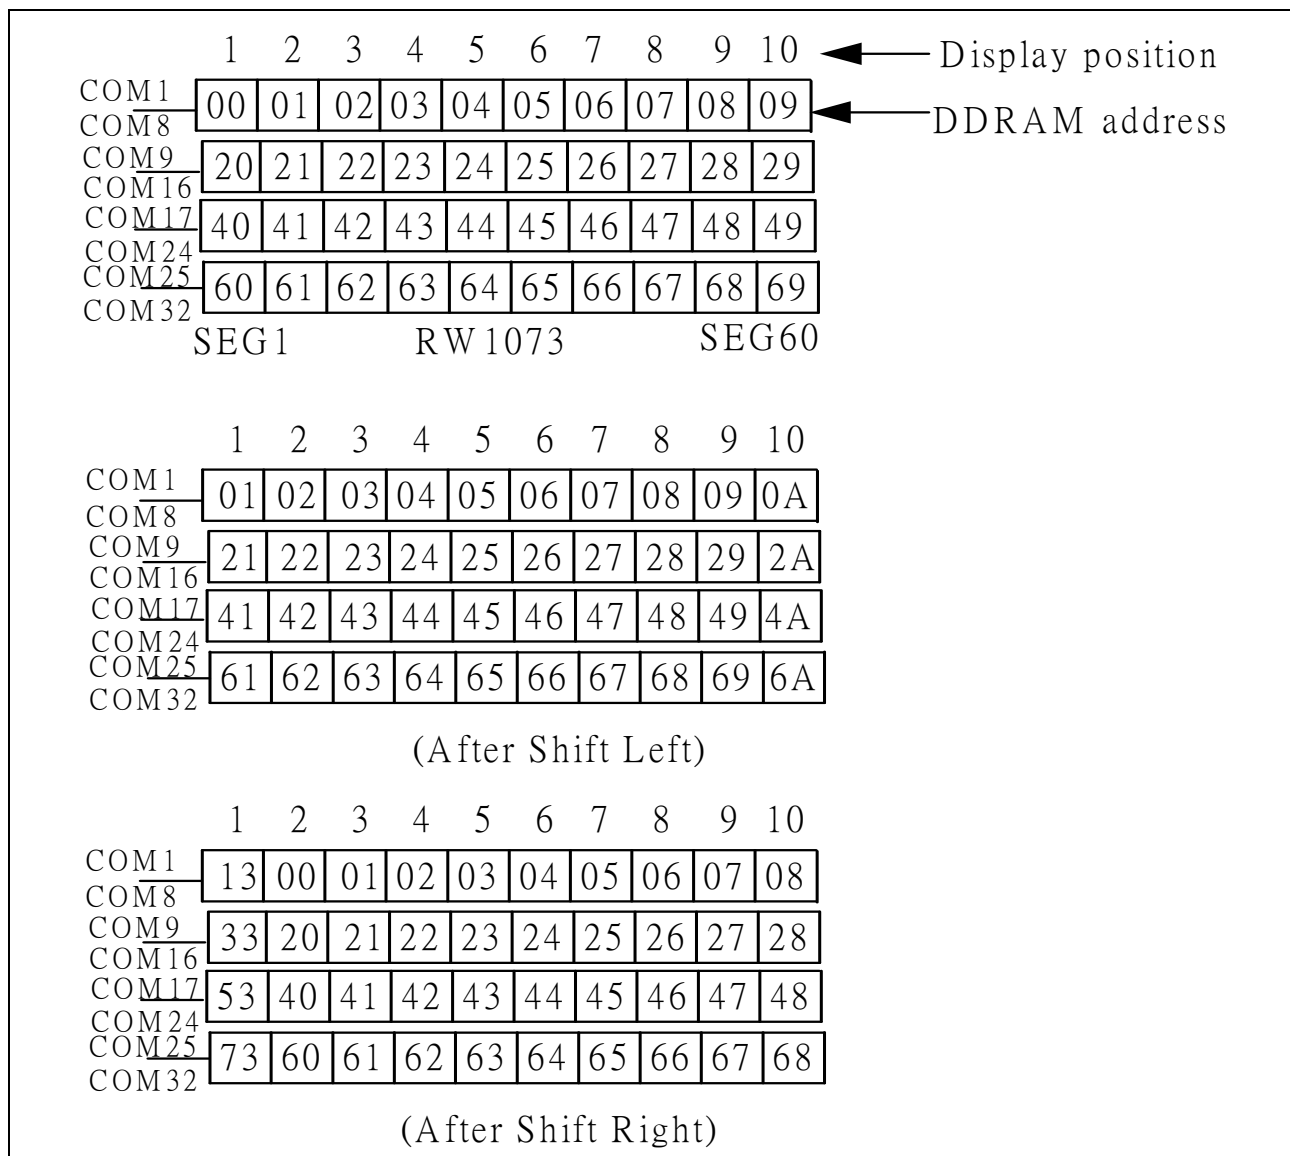 1 2 3 4 5 6 7 8 9 10 Display position
COM1
00 01 02 03 04 05 06 07 08 09 DDRAM address
COM8
COM9
20 21 22 23 24 25 26 27 28 29
COM16
COM17
40 41 42 43 44 45 46 47 48 49
COM24
COM25
60 61 62 63 64 65 66 67 68 69
COM32
SEG1 RW1073 SEG60
1 2 3 4 5 6 7 8 9 10
COM1
01 02 03 04 05 06 07 08 09 0A
COM8
COM9
21 22 23 24 25 26 27 28 29 2A
COM16
COM17
41 42 43 44 45 46 47 48 49 4A
COM24
COM25
61 62 63 64 65 66 67 68 69 6A
COM32
(After Shift Left)
1 2 3 4 5 6 7 8 9 10
COM1
13 00 01 02 03 04 05 06 07 08
COM8
COM9
33 20 21 22 23 24 25 26 27 28
COM16
COM17
53 40 41 42 43 44 45 46 47 48
COM24
COM25
73 60 61 62 63 64 65 66 67 68
COM32
(After Shift Right)